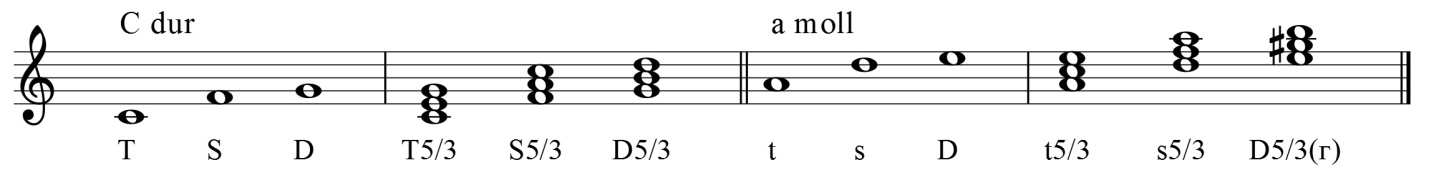 C dur a moll
T S D T5/3 S5/3 D5/3 t s D t5/3 s5/3 D5/3(г)